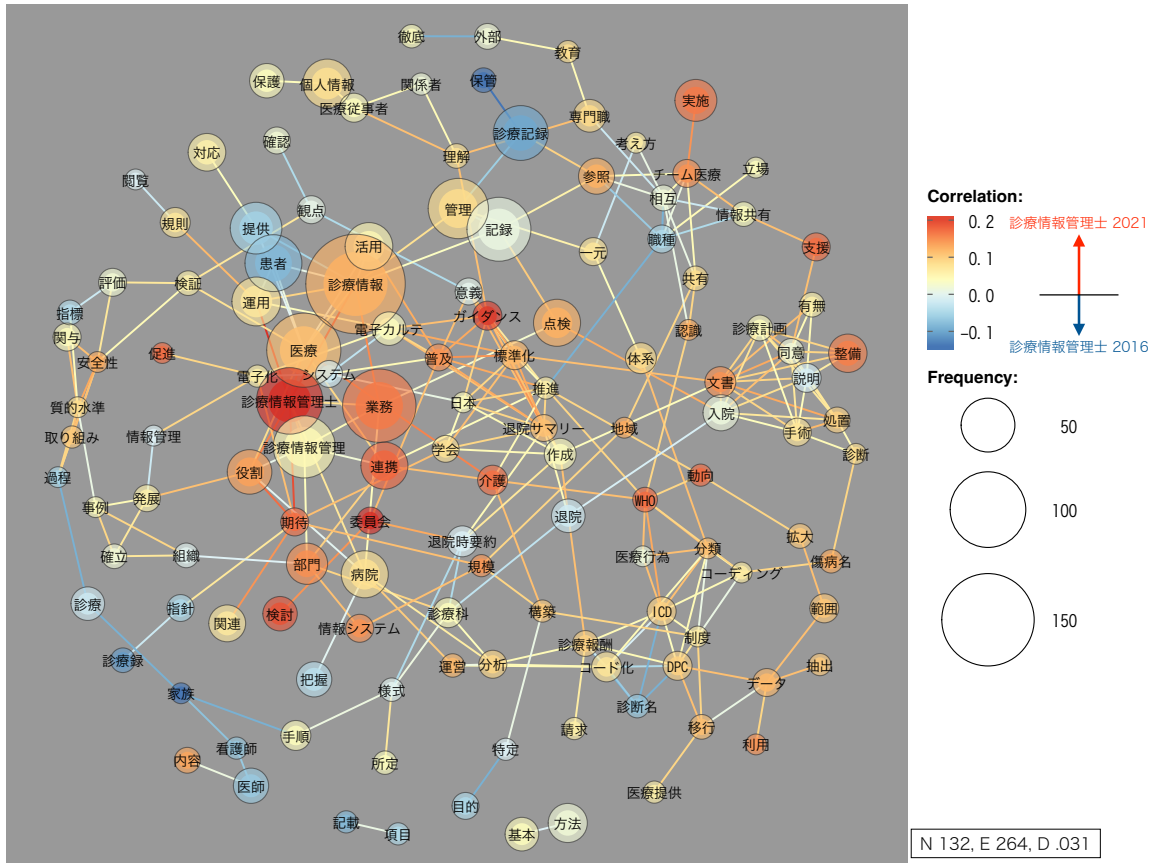 徹底
外部
教育
保護
個人情報
関係者
保管
医療従事者
実施
専門職
診療記録
確認
考え方
対応
理解
立場
閲覧
参照
チーム医療
相互
観点
管理
情報共有
規則
提供
記録
職種
活用
支援
一元
患者
共有
評価
検証
診療情報
意義
運用
指標
ガイダンス
有無
関与
電子カルテ
点検
診療計画
認識
促進
医療
普及
標準化
体系
同意
整備
安全性
電子化
システム
文書
説明
推進
診療情報管理士
日本
質的水準
業務
入院
処置
取り組み
情報管理
退院サマリー
地域
手術
診療情報管理
学会
作成
診断
役割
連携
過程
介護
動向
発展
WHO
事例
期待
委員会
退院
拡大
退院時要約
分類
確立
組織
医療行為
部門
規模
傷病名
病院
コーディング
診療
指針
関連
検討
診療科
構築
ICD
範囲
情報システム
制度
診療報酬
診療録
運営
分析
コード化
DPC
抽出
把握
データ
家族
様式
診断名
請求
移行
手順
看護師
特定
利用
内容
所定
医師
医療提供
目的
記載
項目
基本
方法
Correlation:
0.2
0.1
0.0
-0.1
診療情報管理士 2021
診療情報管理士 2016
Frequency:
50
100
150
N 132, E 264, D .031